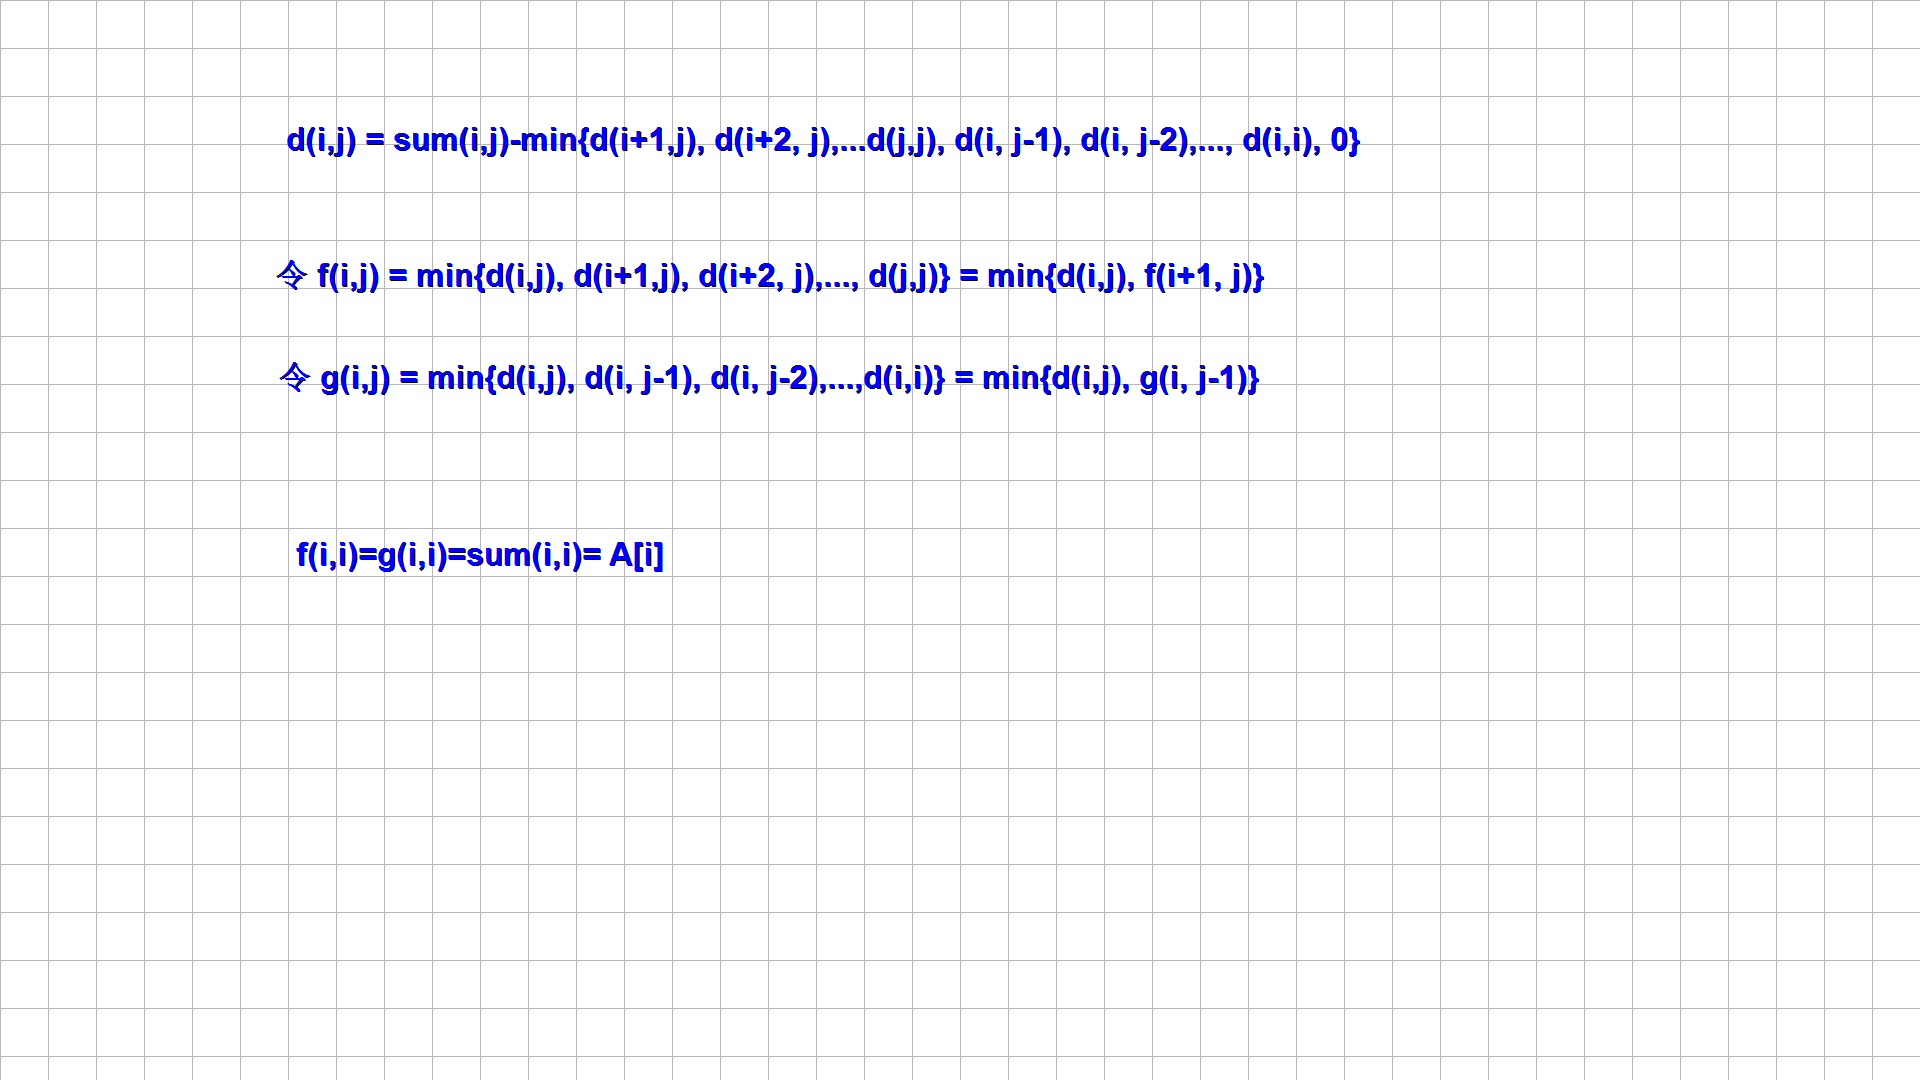 d(i,j) = sum(i,j)-min{d(i+1,j), d(i+2, j),...d(j,j), d(i, j-1), d(i, j-2),..., d(i,i), 0}
令 f(i,j) = min{d(i,j), d(i+1,j), d(i+2, j),..., d(j,j)} = min{d(i,j), f(i+1, j)}
令 g(i,j) = min{d(i,j), d(i, j-1), d(i, j-2),...,d(i,i)} = min{d(i,j), g(i, j-1)}
f(i,i)=g(i,i)=sum(i,i)= A[i]